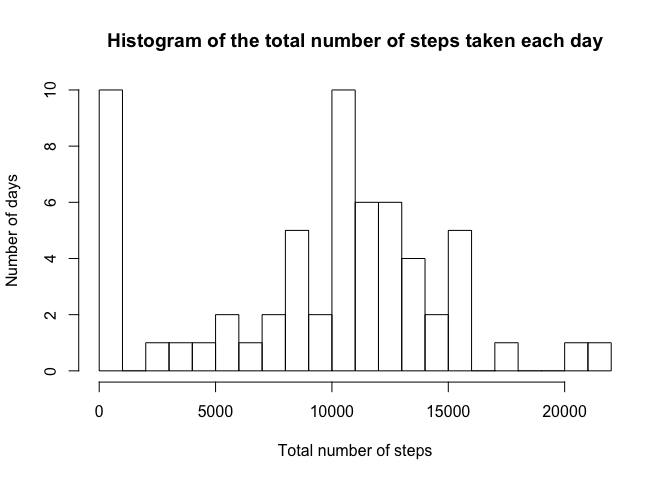 Histogram of the total number of steps taken each day
Number of days
10
8
6
4
2
0
0 5000 10000 15000 20000
Total number of steps